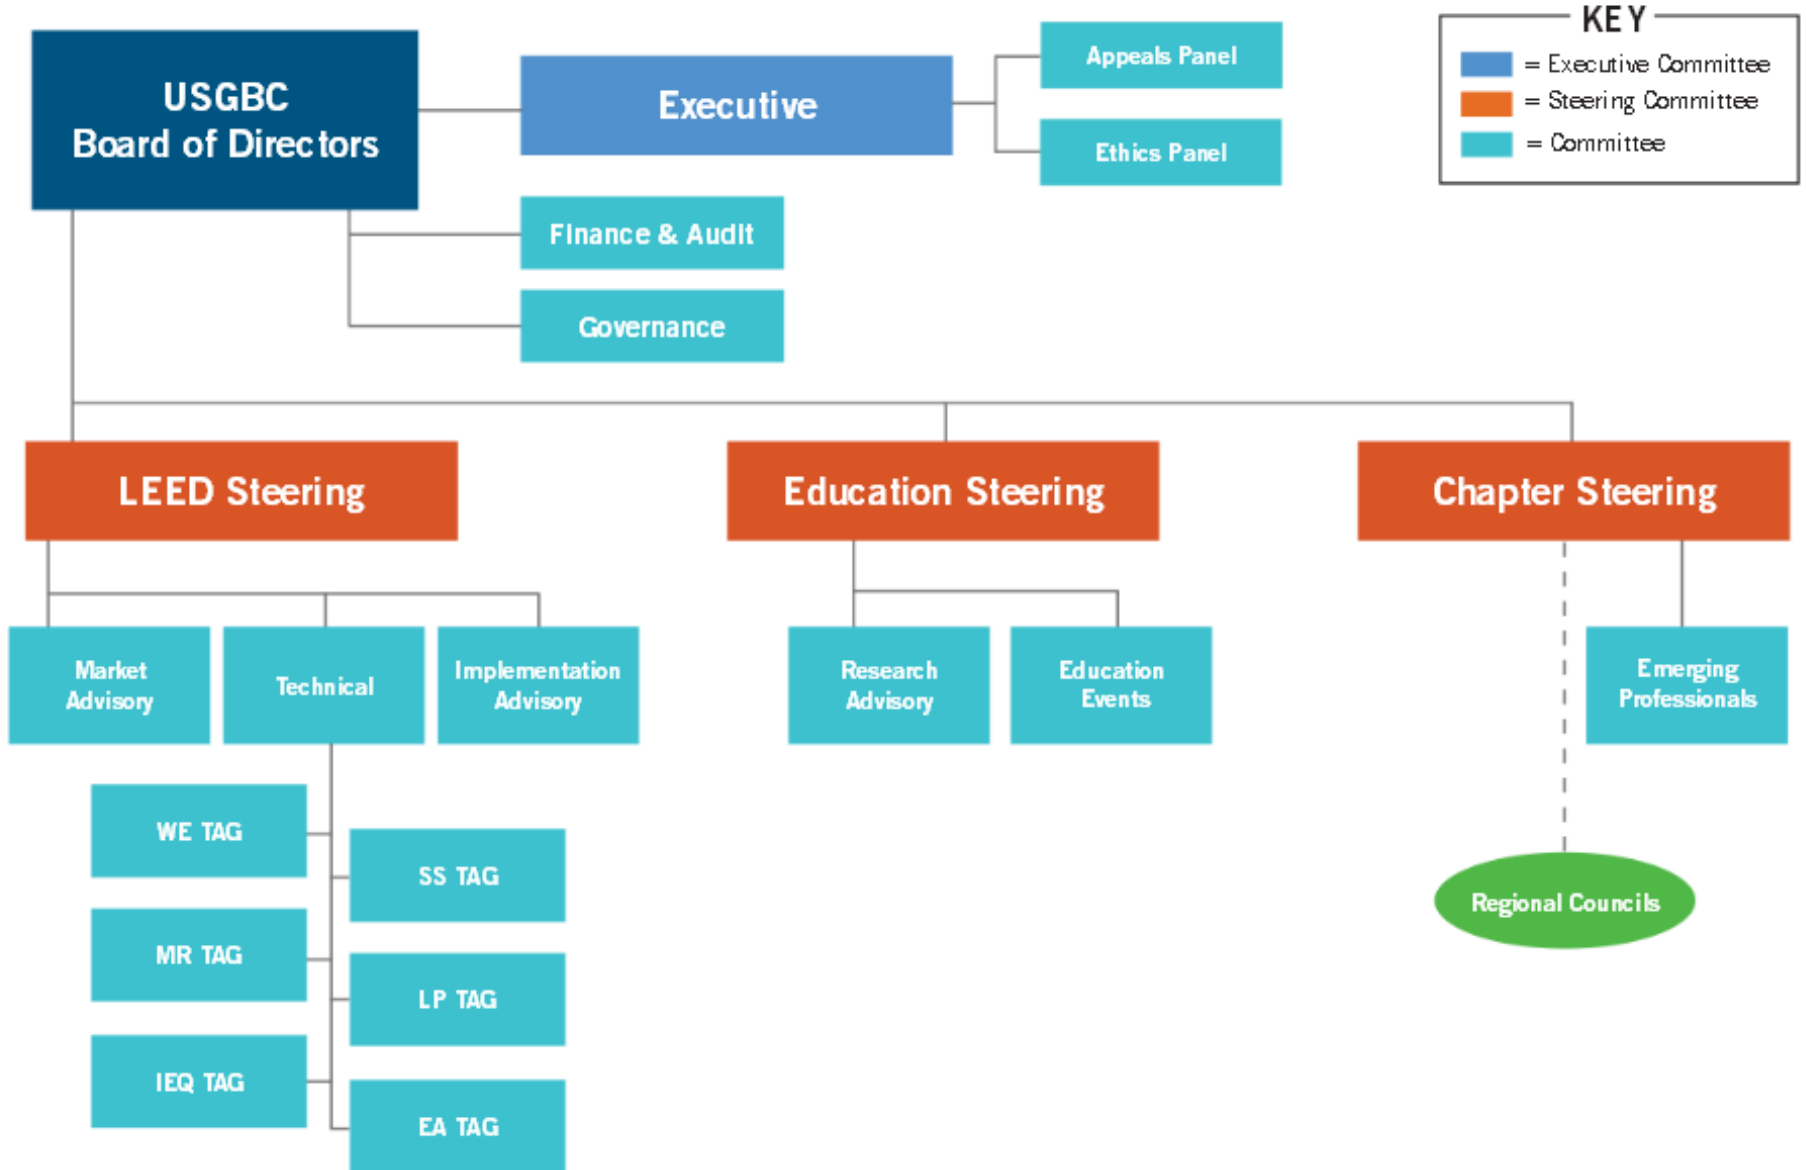 USGBC
Board of Directors
Executive
Appeals Panel
Ethics Panel
KEY
= Executive Committee
= Steering Committee
= Committee
Finance & Audit
Governance
LEED Steering
Education Steering
Chapter Steering
Market
Advisory
Technical
Implementation
Advisory
Research
Advisory
Education
Events
Emerging
Professionals
WE TAG
SS TAG
MR TAG
LP TAG
IEQ TAG
EA TAG
Regional Councils